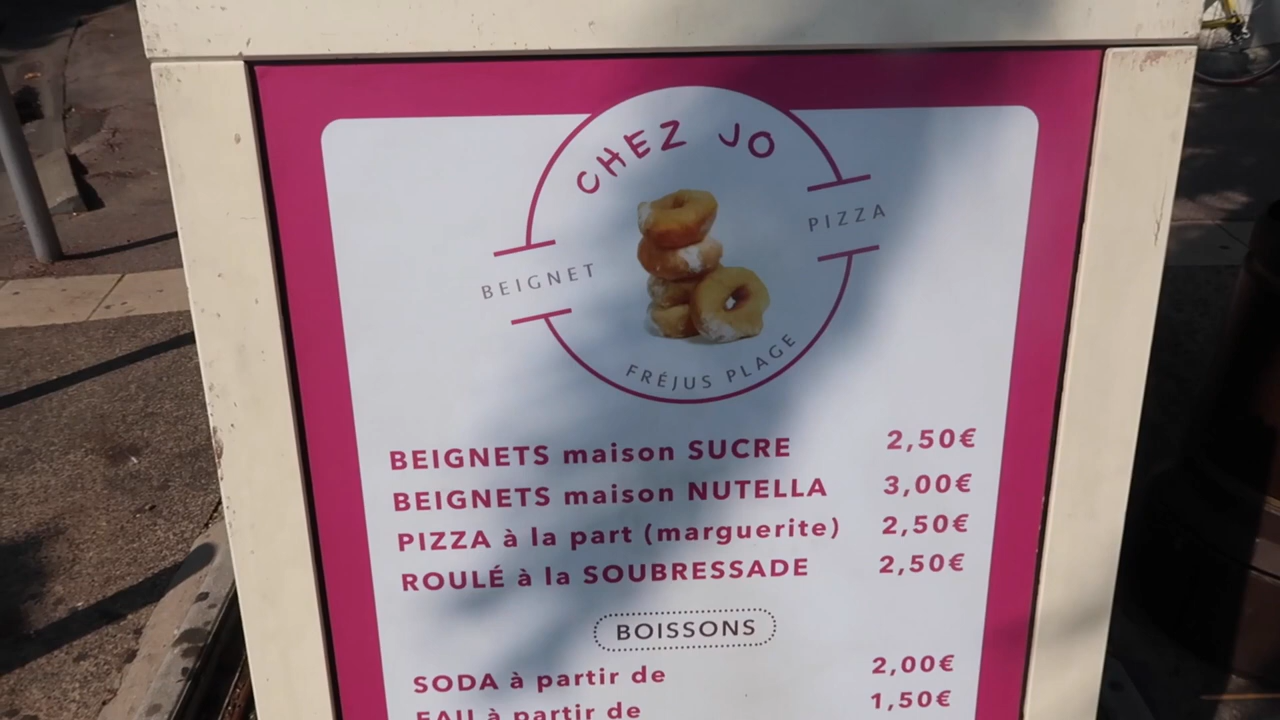 CHEZ JO
BEIGNET
PIZZA
FRÉJUS PLAGE
BEIGNETS maison SUCRE 2,50€
BEIGNETS maison NUTELLA 3,00€
PIZZA à la part (marguerite) 2,50€
ROULÉ à la SOUBRESSADE 2,50€
BOISSONS
SODA à partir de 2,00€
EAU à partir de 1,50€